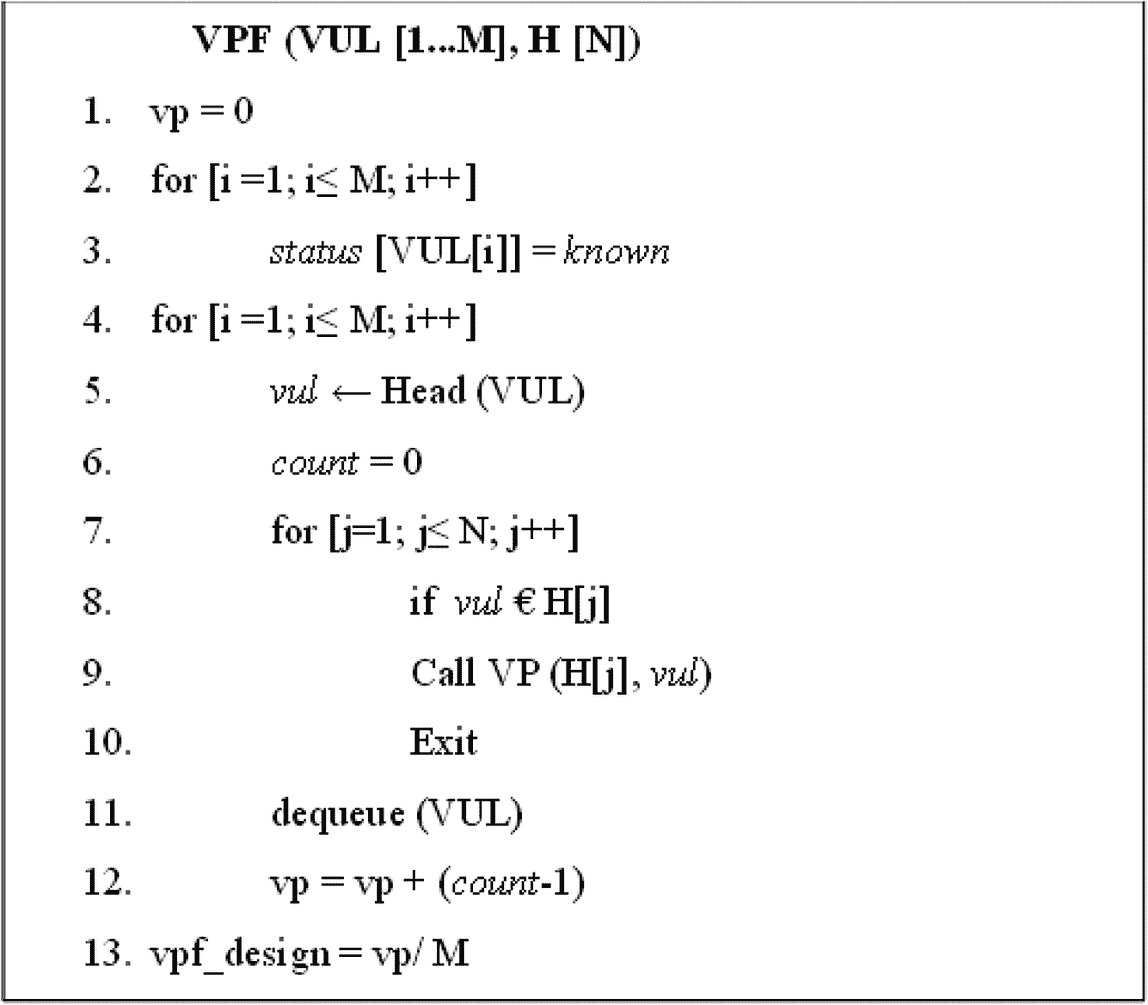 VPF (VUL [1...M], H [N])
1. vp = 0
2. for [i =1; i≤ M; i++]
3. status [VUL[i]] = known
4. for [i =1; i≤ M; i++]
5. vul ← Head (VUL)
6. count = 0
7. for [j=1; j≤ N; j++]
8. if vul € H[j]
9. Call VP (H[j], vul)
10. Exit
11. dequeue (VUL)
12. vp = vp + (count-1)
13. vpf_design = vp/ M